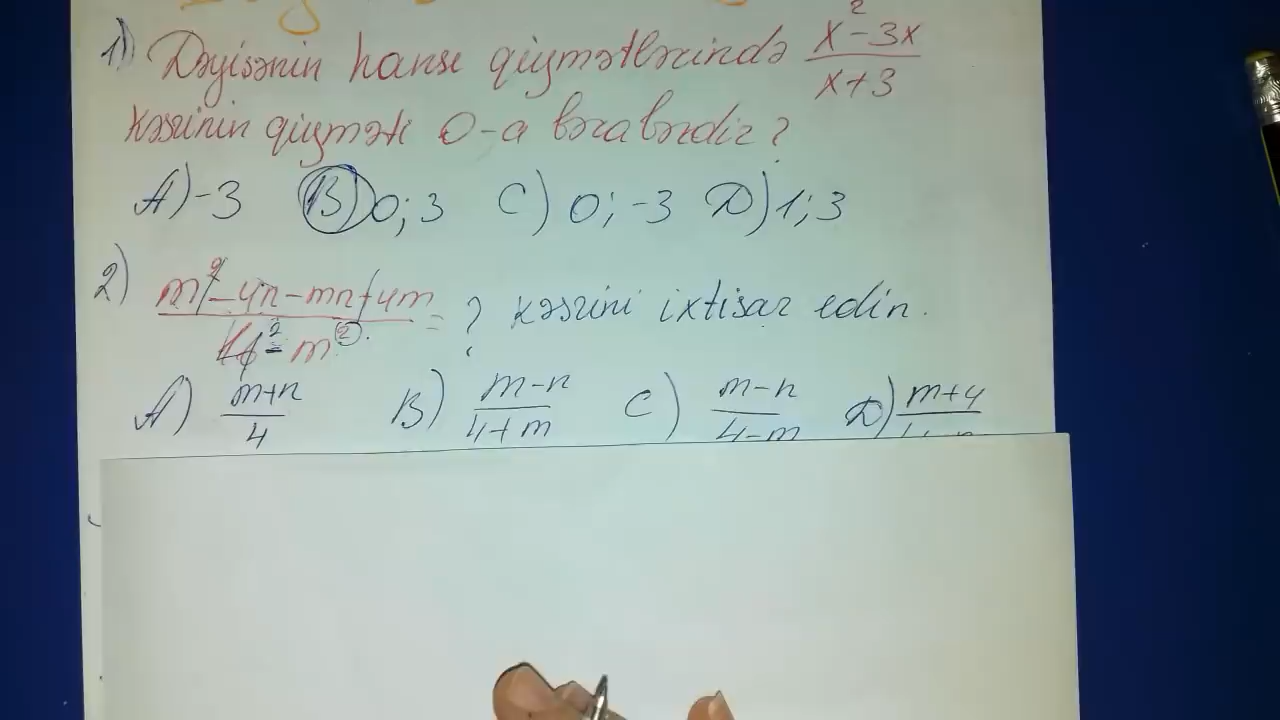 1) Dəyişənin hansı qiymətlərində x²-3x / x+3
kəsrinin qiyməti 0-a bərabərdir?
A) -3 B) 0; 3 C) 0; -3 D) 1; 3
2) m²-4n-mn+4m / 4²-m² = ? kəsrini ixtisar edin.
A) m+n / 4 B) m-n / 4+m C) m-n / 4-m D) m+4